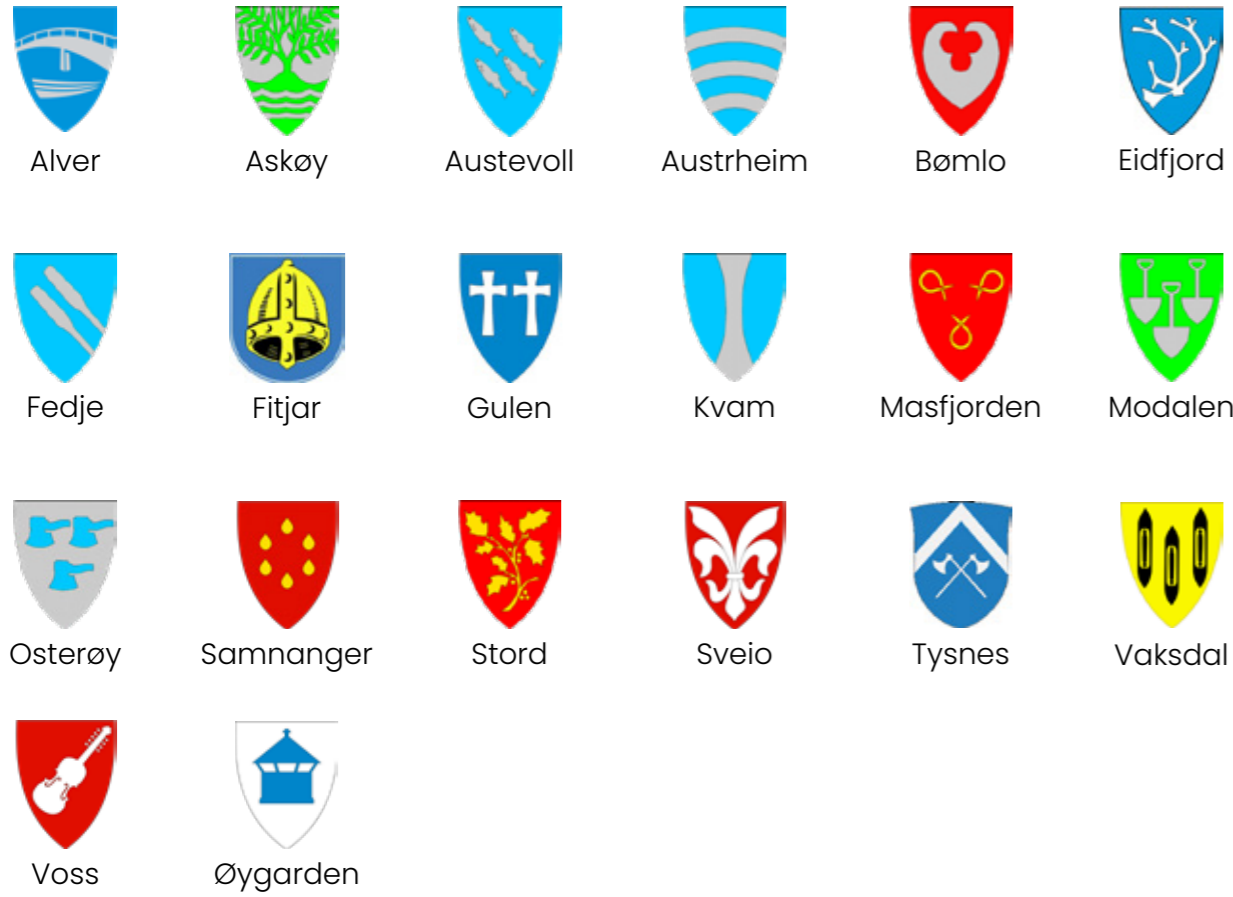 Alver
Askøy
Austevoll
Austrheim
Bømlo
Eidfjord
Fedje
Fitjar
Gulen
Kvam
Masfjorden
Modalen
Osterøy
Samnanger
Stord
Sveio
Tysnes
Vaksdal
Voss
Øygarden